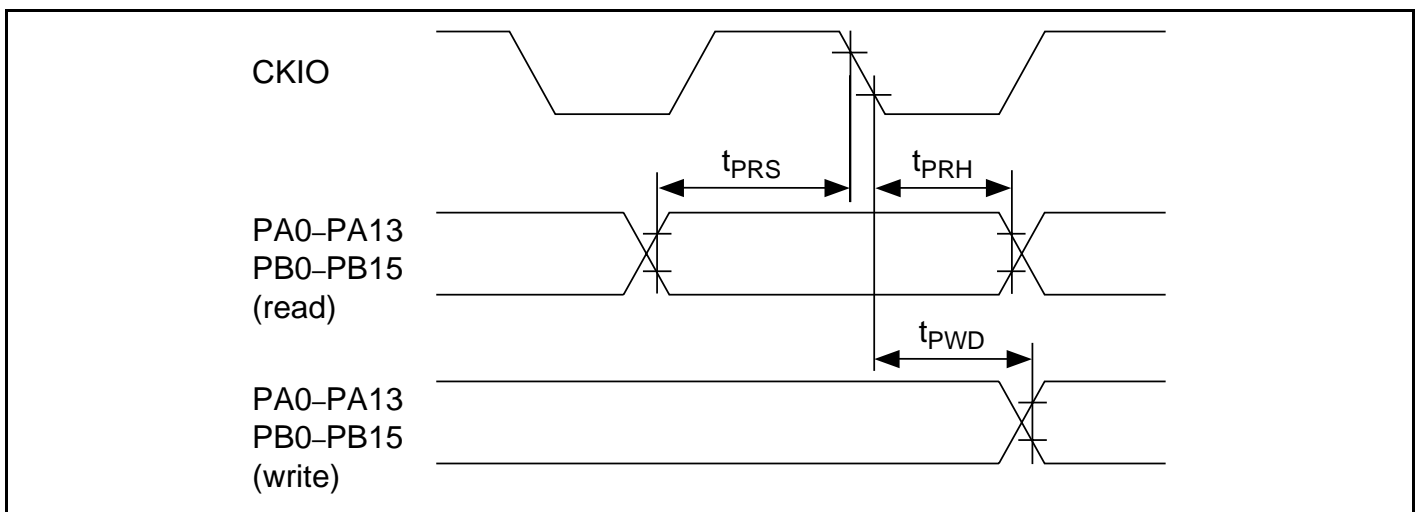 CKIO
tPRS
tPRH
PA0–PA13
PB0–PB15
(read)
tPWD
PA0–PA13
PB0–PB15
(write)